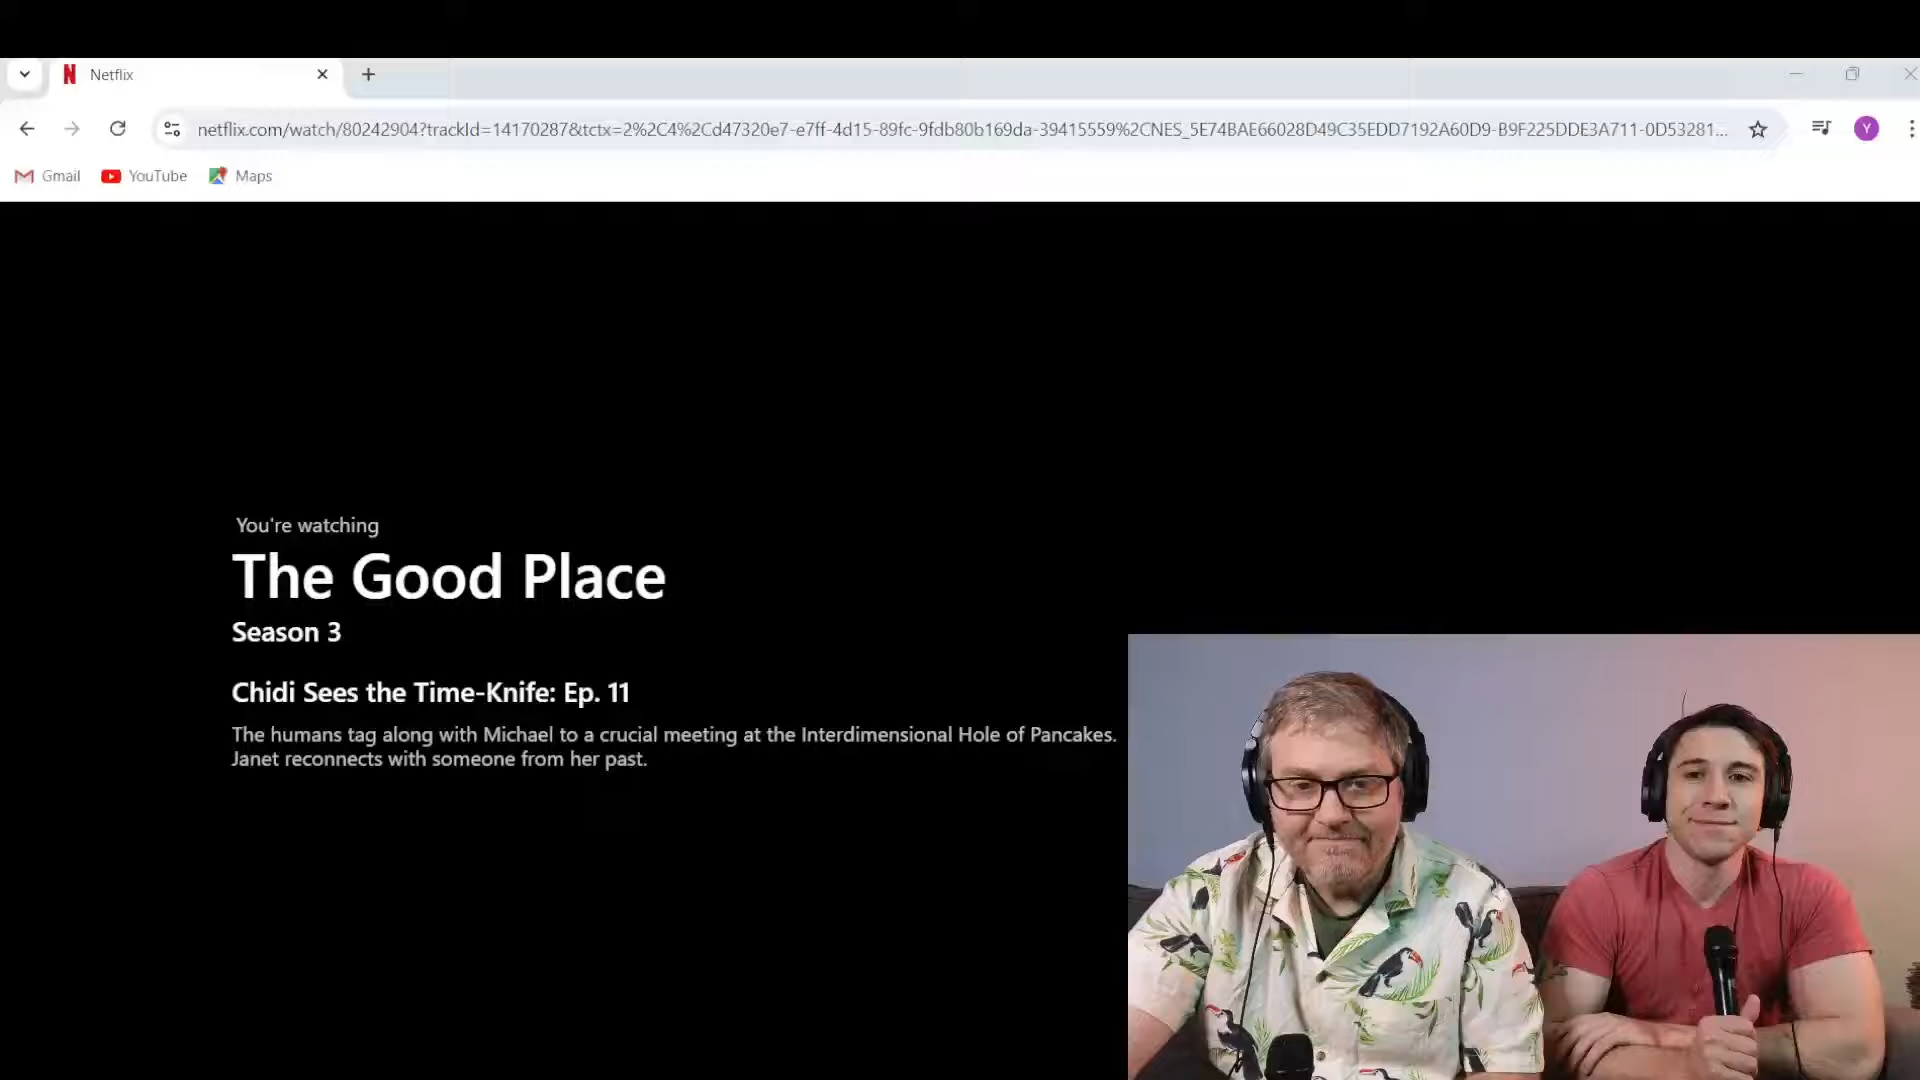 Netflix
netflix.com/watch/80242904?trackId=14170287&tctx=2%2C4%2Cd47320e7-e7ff-4d15-89fc-9fdb80b169da-39415559%2CNES_5E74BAE66028D49C35EDD7192A60D9-B9F225DDE3A711-0D53281...
Y
Gmail YouTube Maps
You're watching
The Good Place
Season 3
Chidi Sees the Time-Knife: Ep. 11
The humans tag along with Michael to a crucial meeting at the Interdimensional Hole of Pancakes.
Janet reconnects with someone from her past.